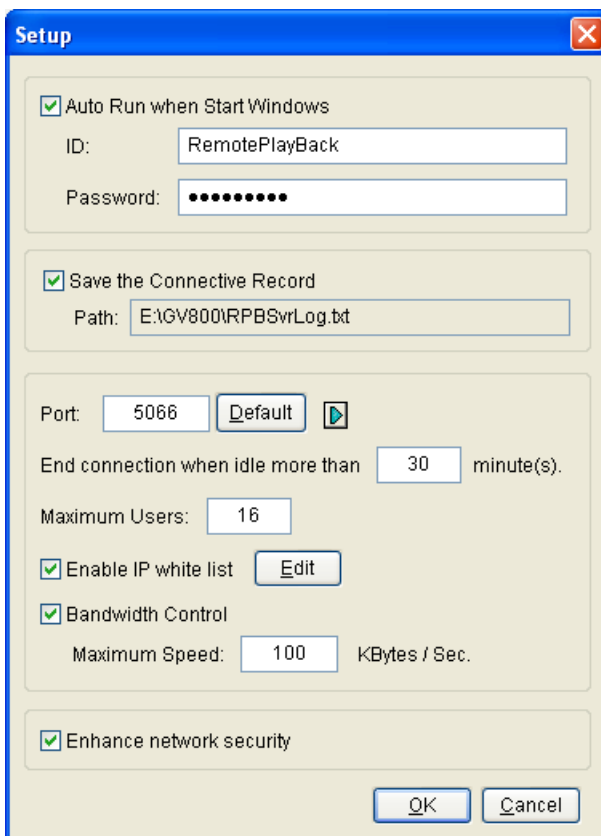 Setup
Auto Run when Start Windows
ID: RemotePlayBack
Password: ●●●●●●●●●
Save the Connective Record
Path: E:\GV800\RPBSvrLog.txt
Port: 5066 Default
End connection when idle more than 30 minute(s).
Maximum Users: 16
Enable IP white list Edit
Bandwidth Control
Maximum Speed: 100 KBytes / Sec.
Enhance network security
OK Cancel